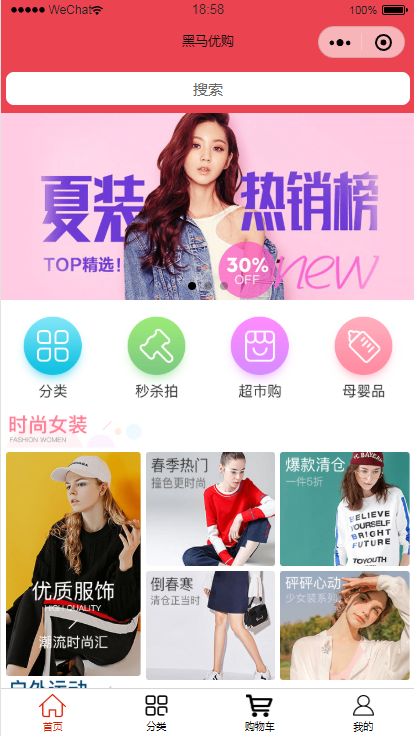 WeChat 18:58 100%
黑马优购
搜索
夏装 热销榜
TOP精选！
30%
OFF
new
分类 秒杀拍 超市购 母婴品
时尚女装
FASHION WOMEN
优质服饰
HIGH QUALITY
潮流时尚汇
春季热门
撞色更时尚
爆款清仓
一件5折
BELIEVE
YOURSELF
BRIGHT
FUTURE
TOYOUTH
倒春寒
清仓正当时
砰砰心动
少女装系列
户外运动
首页 分类 购物车 我的